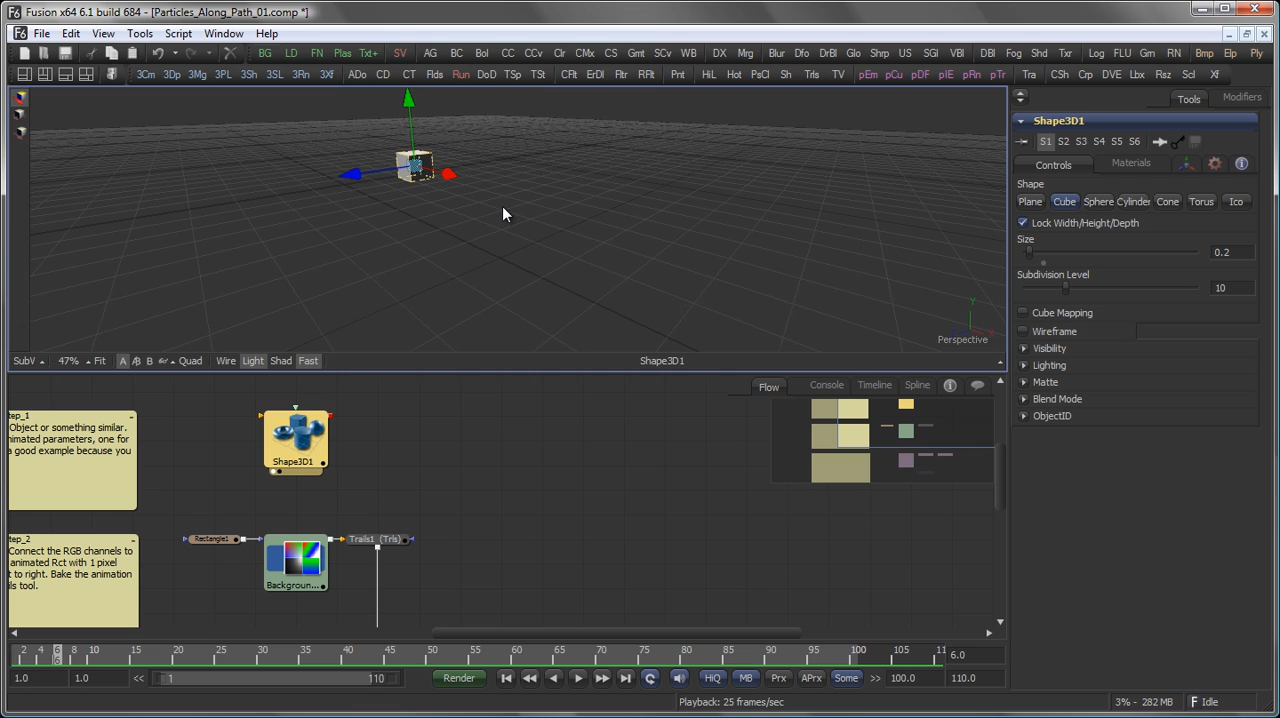 Fusion x64 6.1 build 684 - [Particles_Along_Path_01.comp *]
File Edit View Tools Script Window Help
BG LD FN Plas Txt+ SV AG BC Bol CC CCv Clr CMx CS Gmt SCv WB DX Mrg Blur Dfo DrBl Glo Shrp US SGl VBl DBl Fog Shd Txr Log FLU Gm RN Bmp Elp Ply
3Cm 3Dp 3Mg 3PL 3Sh 3SL 3Rn 3Xf ADo CD CT Flds Run DoD TSp TSt CFlt ErDl Fltr RFlt Pnt HiL Hot PsCl Sh Trls TV pEm pCu pDF pIE pRn pTr Tra CSh Crp DVE Lbx Rsz Scl Xf
Tools Modifiers
Shape3D1
S1 S2 S3 S4 S5 S6
Controls Materials
Shape
Plane Cube Sphere Cylinder Cone Torus Ico
Lock Width/Height/Depth
Size
0.2
Subdivision Level
10
Cube Mapping
Wireframe
Visibility
Lighting
Matte
Blend Mode
ObjectID
Y
Perspective
SubV 47% Fit A B Quad Wire Light Shad Fast Shape3D1
Flow Console Timeline Spline
tep_1
Object or something similar.
nimated parameters, one for
a good example because you
Shape3D1
tep_2
Connect the RGB channels to
animated Rct with 1 pixel
t to right. Bake the animation
ils tool.
Rectangle1 Trails1 (Trls)
Backgroun...
2 4 6 8 10 15 20 25 30 35 40 45 50 55 60 65 70 75 80 85 90 95 100 105 11
6
6.0
1.0 1.0 << 1 110 Render HiQ MB Prx APrx Some >> 100.0 110.0
Playback: 25 frames/sec 3% - 282 MB Idle